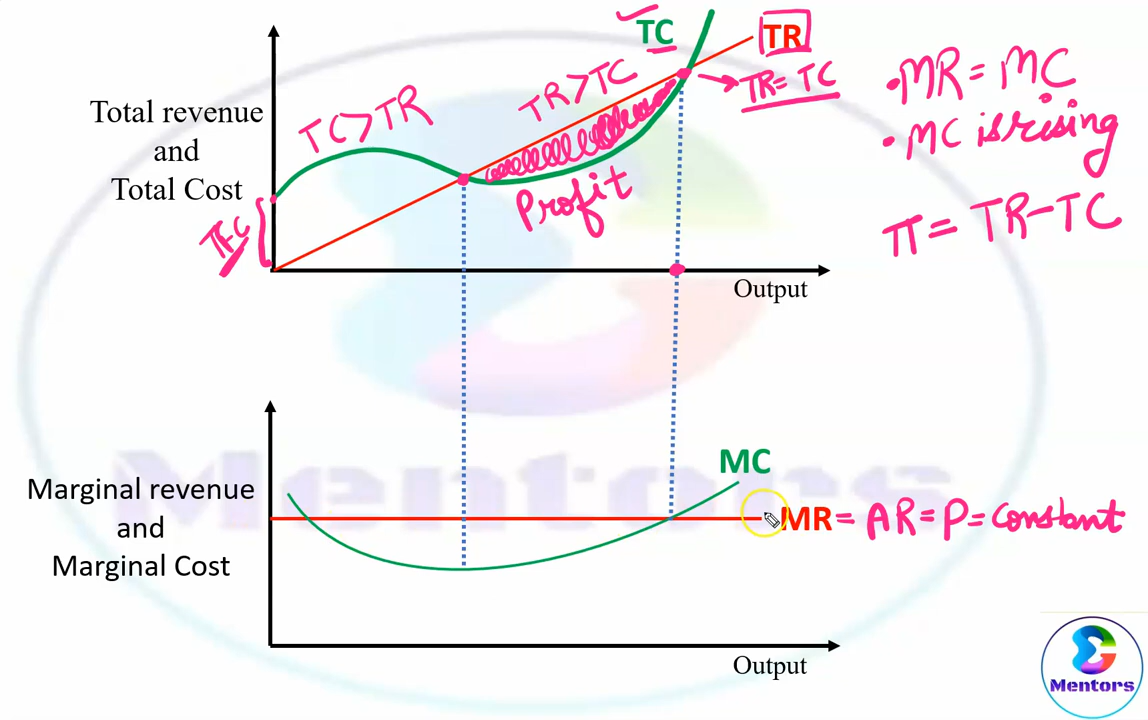 TC
TR
Total revenue
and
Total Cost
TC>TR
TR>TC
TR=TC
• MR = MC
• MC is rising
π = TR-TC
TFC
Profit
Output
Mentors
MC
Marginal revenue
and
Marginal Cost
MR = AR = P = constant
Output
Mentors